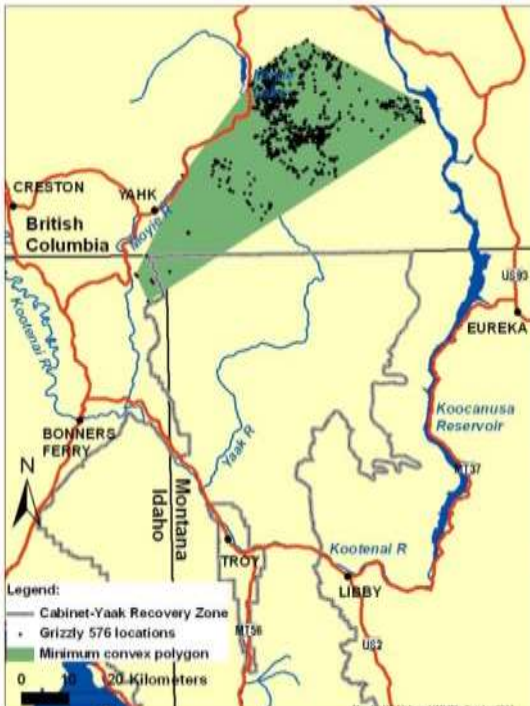 CRESTON
YAHK
British
Columbia
Moyie R
Kootenai R
US93
EUREKA
Koocanusa
Reservoir
BONNERS
FERRY
Yaak R
MT37
N
Montana
Idaho
TROY
Kootenai R
LIBBY
MT56
US2
Legend:
Cabinet-Yaak Recovery Zone
Grizzly 576 locations
Minimum convex polygon
0 10 20 Kilometers